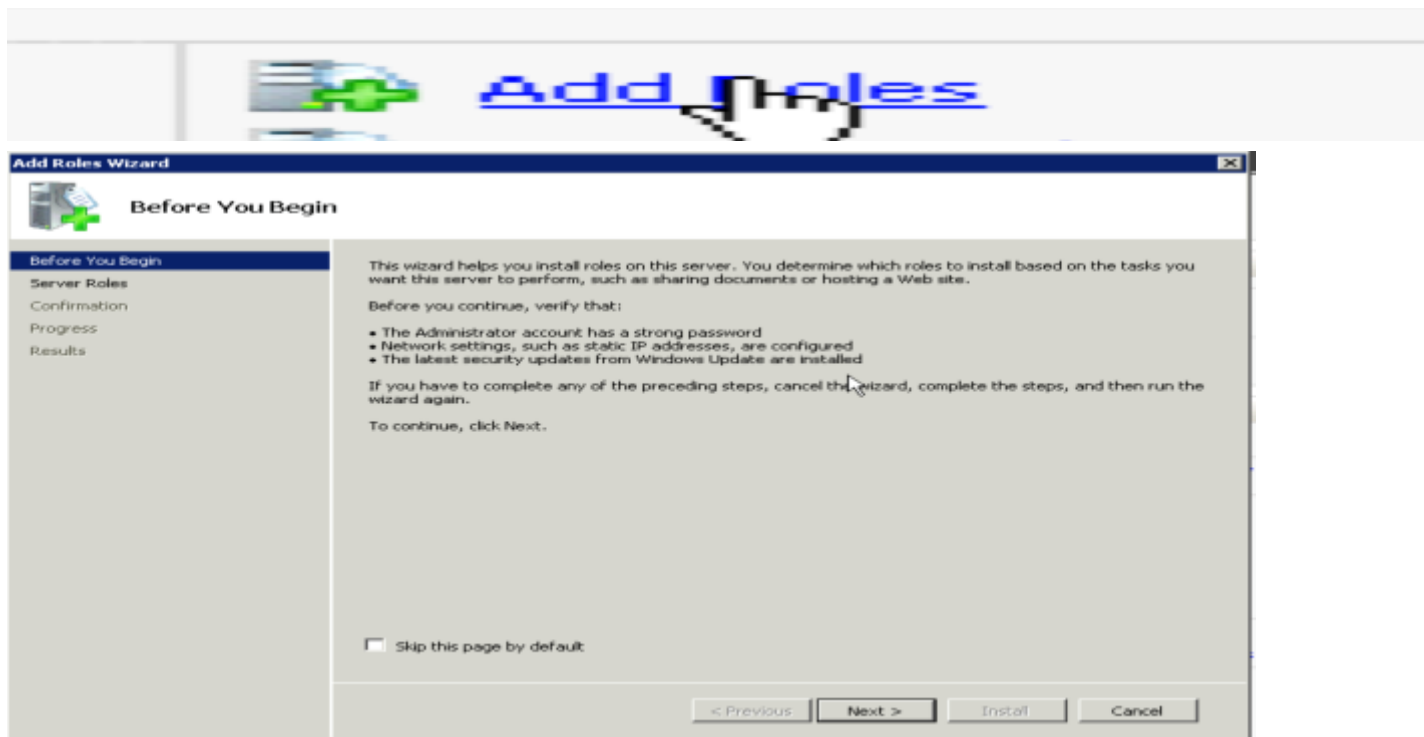 Add Roles
Add Roles Wizard
Before You Begin
Before You Begin
Server Roles
Confirmation
Progress
Results
This wizard helps you install roles on this server. You determine which roles to install based on the tasks you
want this server to perform, such as sharing documents or hosting a Web site.
Before you continue, verify that:
• The Administrator account has a strong password
• Network settings, such as static IP addresses, are configured
• The latest security updates from Windows Update are installed
If you have to complete any of the preceding steps, cancel the wizard, complete the steps, and then run the
wizard again.
To continue, click Next.
Skip this page by default
< Previous Next > Install Cancel